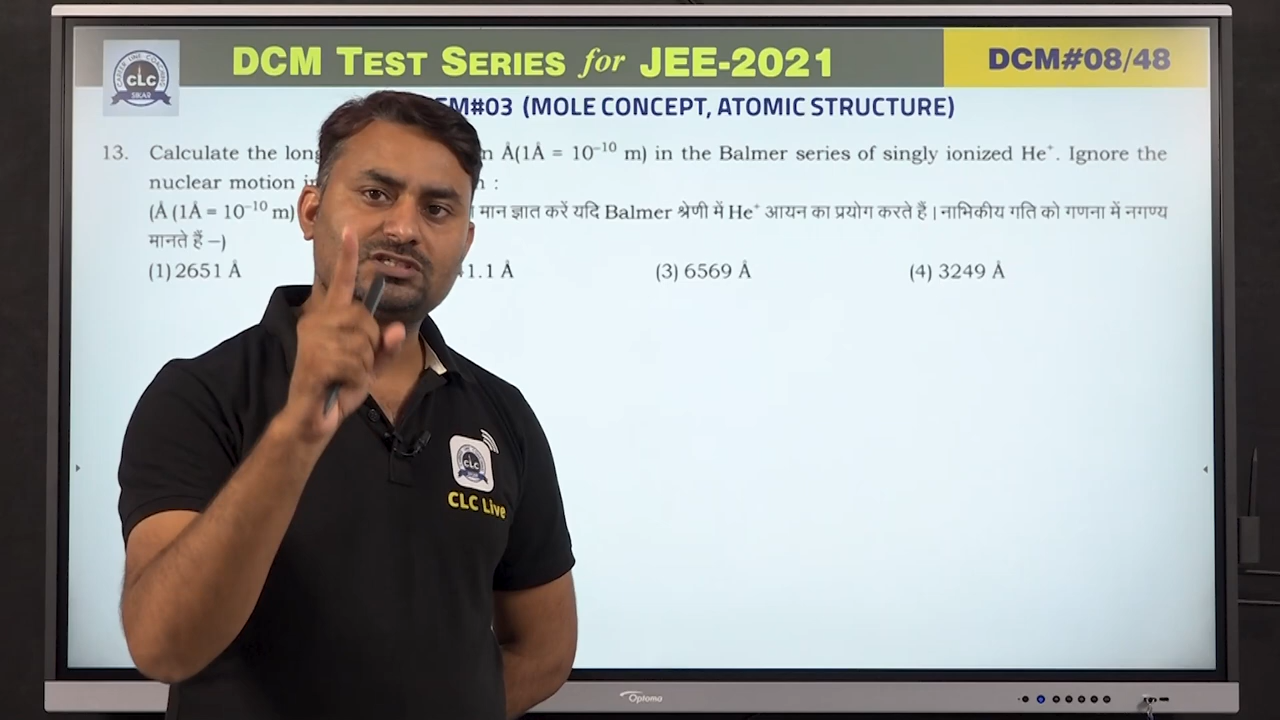 DCM TEST SERIES for JEE-2021
DCM#08/48
CLC
SIKAR
M#03 (MOLE CONCEPT, ATOMIC STRUCTURE)
13. Calculate the long n Å(1Å = 10⁻¹⁰ m) in the Balmer series of singly ionized He⁺. Ignore the
nuclear motion i :
(Å (1Å = 10⁻¹⁰ m) मान ज्ञात करें यदि Balmer श्रेणी में He⁺ आयन का प्रयोग करते हैं । नाभिकीय गति को गणना में नगण्य
मानते हैं –)
(1) 2651 Å 1.1 Å (3) 6569 Å (4) 3249 Å
CLC
CLC Live
Optoma